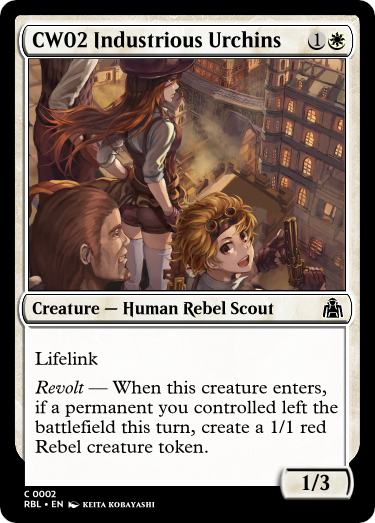 CW02 Industrious Urchins 1
Creature — Human Rebel Scout
Lifelink
Revolt — When this creature enters,
if a permanent you controlled left the
battlefield this turn, create a 1/1 red
Rebel creature token.
1/3
C 0002
RBL • EN KEITA KOBAYASHI